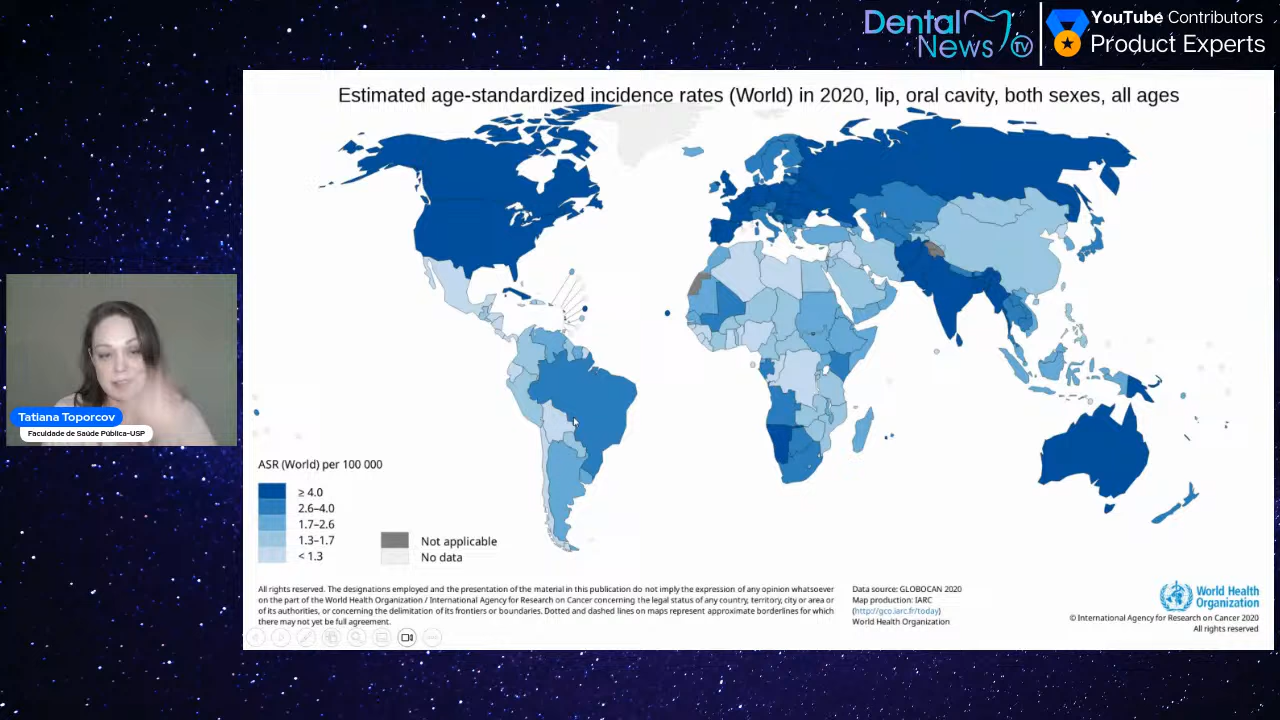 Dental
News TV
YouTube Contributors
Product Experts
Estimated age-standardized incidence rates (World) in 2020, lip, oral cavity, both sexes, all ages
Tatiana Toporcov
Faculdade de Saúde Pública-USP
ASR (World) per 100 000
≥ 4.0
2.6–4.0
1.7–2.6
1.3–1.7
< 1.3
Not applicable
No data
All rights reserved. The designations employed and the presentation of the material in this publication do not imply the expression of any opinion whatsoever
on the part of the World Health Organization / International Agency for Research on Cancer concerning the legal status of any country, territory, city or area or
of its authorities, or concerning the delimitation of its frontiers or boundaries. Dotted and dashed lines on maps represent approximate borderlines for which
there may not yet be full agreement.
Data source: GLOBOCAN 2020
Map production: IARC
(http://gco.iarc.fr/today)
World Health Organization
World Health
Organization
© International Agency for Research on Cancer 2020
All rights reserved